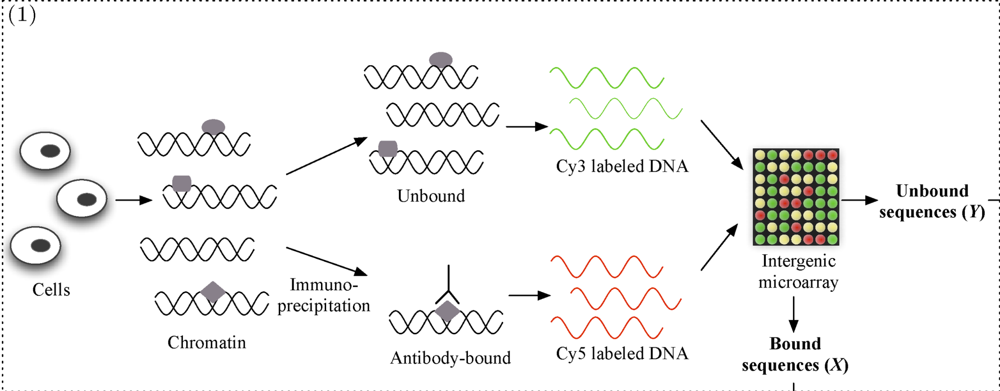 (1)
Cells
Chromatin
Immuno-
precipitation
Unbound
Antibody-bound
Cy3 labeled DNA
Cy5 labeled DNA
Intergenic
microarray
Unbound
sequences (Y)
Bound
sequences (X)